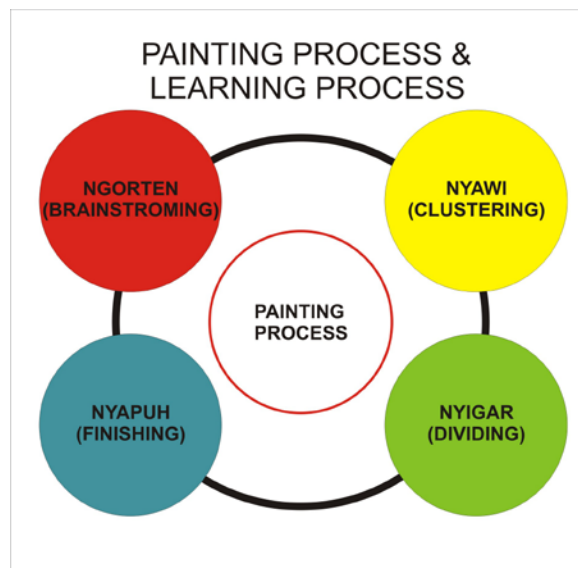 PAINTING PROCESS &
LEARNING PROCESS
NGORTEN
(BRAINSTROMING)
NYAWI
(CLUSTERING)
PAINTING
PROCESS
NYAPUH
(FINISHING)
NYIGAR
(DIVIDING)